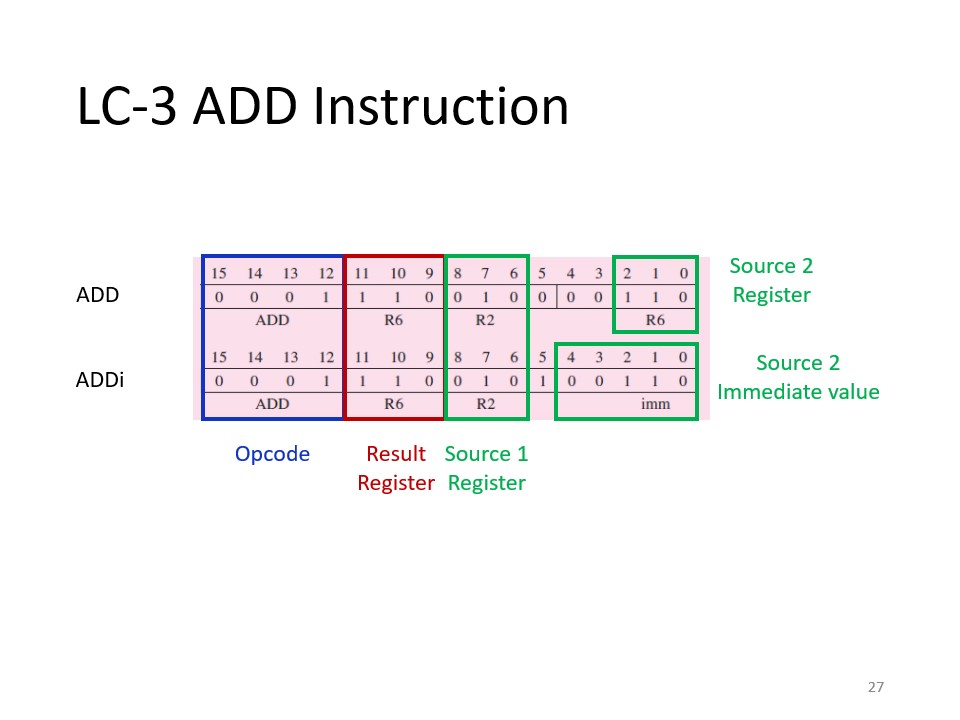 LC-3 ADD Instruction
ADD
15 14 13 12 11 10 9 8 7 6 5 4 3 2 1 0
0 0 0 1 1 1 0 0 1 0 0 0 0 1 1 0
ADD R6 R2 R6
Source 2
Register
ADDi
15 14 13 12 11 10 9 8 7 6 5 4 3 2 1 0
0 0 0 1 1 1 0 0 1 0 1 0 0 1 1 0
ADD R6 R2 imm
Source 2
Immediate value
Opcode
Result
Register
Source 1
Register
27